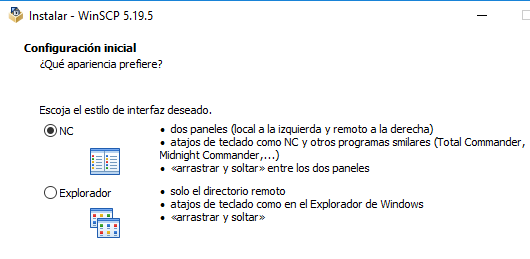 Instalar - WinSCP 5.19.5
Configuración inicial
¿Qué apariencia prefiere?
Escoja el estilo de interfaz deseado.
NC
• dos paneles (local a la izquierda y remoto a la derecha)
• atajos de teclado como NC y otros programas smilares (Total Commander,
Midnight Commander,...)
• «arrastrar y soltar» entre los dos paneles
Explorador
• solo el directorio remoto
• atajos de teclado como en el Explorador de Windows
• «arrastrar y soltar»